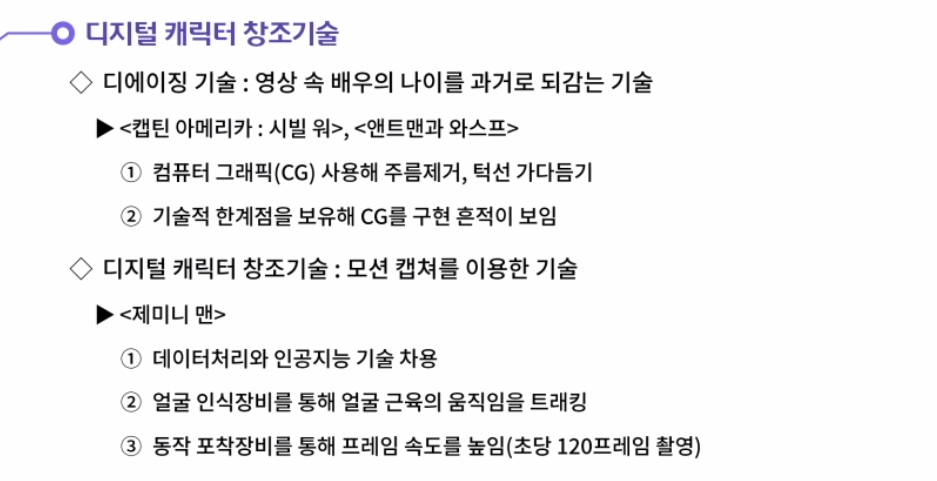 디지털 캐릭터 창조기술
◇ 디에이징 기술 : 영상 속 배우의 나이를 과거로 되감는 기술
▶ <캡틴 아메리카 : 시빌 워>, <앤트맨과 와스프>
① 컴퓨터 그래픽(CG) 사용해 주름제거, 턱선 가다듬기
② 기술적 한계점을 보유해 CG를 구현 흔적이 보임
◇ 디지털 캐릭터 창조기술 : 모션 캡쳐를 이용한 기술
▶ <제미니 맨>
① 데이터처리와 인공지능 기술 차용
② 얼굴 인식장비를 통해 얼굴 근육의 움직임을 트래킹
③ 동작 포착장비를 통해 프레임 속도를 높임(초당 120프레임 촬영)